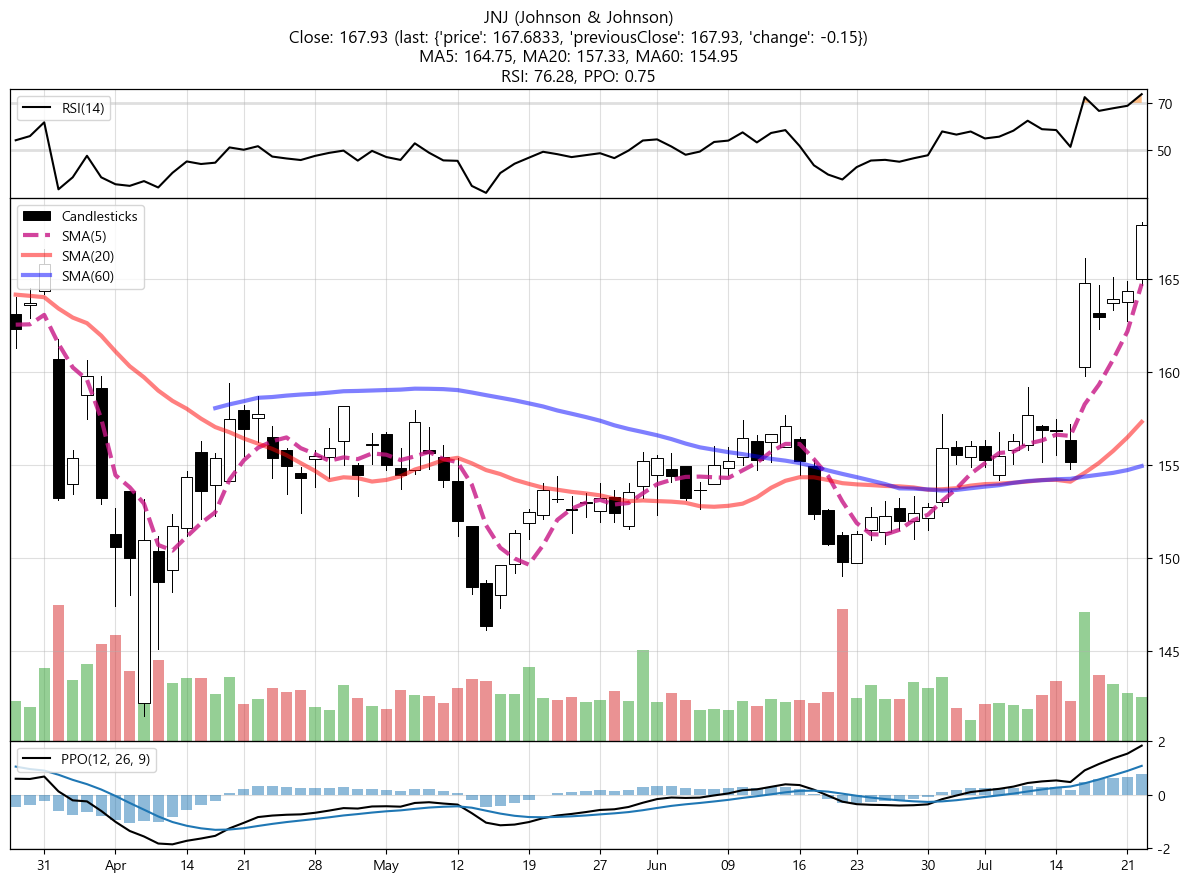 JNJ (Johnson & Johnson)
Close: 167.93 (last: {'price': 167.6833, 'previousClose': 167.93, 'change': -0.15})
MA5: 164.75, MA20: 157.33, MA60: 154.95
RSI: 76.28, PPO: 0.75
RSI(14)
70
50
Candlesticks
SMA(5)
SMA(20)
SMA(60)
165
160
155
150
145
PPO(12, 26, 9)
2
0
-2
31 Apr 14 21 28 May 12 19 27 Jun 09 16 23 30 Jul 14 21